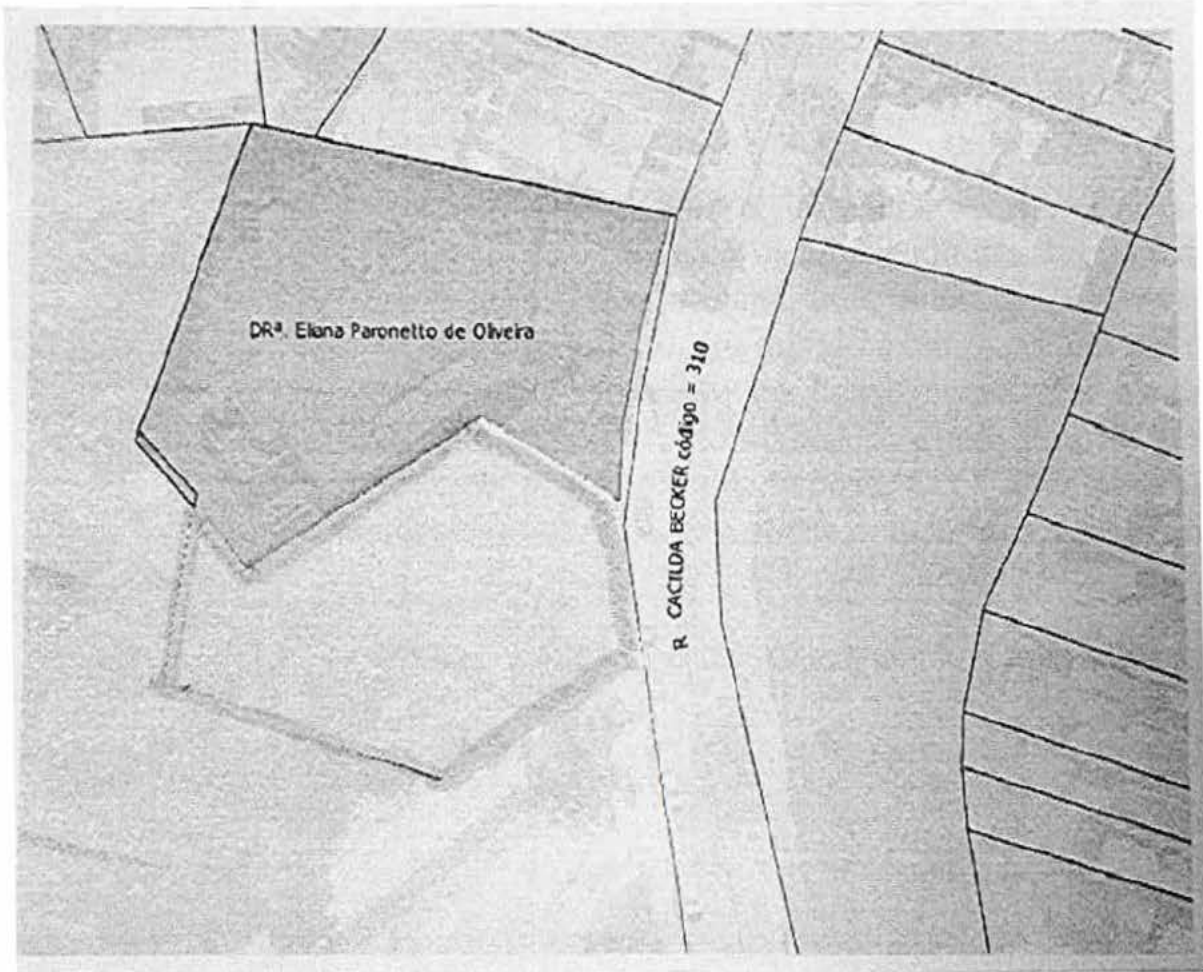 DRª. Eliana Paronetto de Oliveira
R CACILDA BECKER código = 310